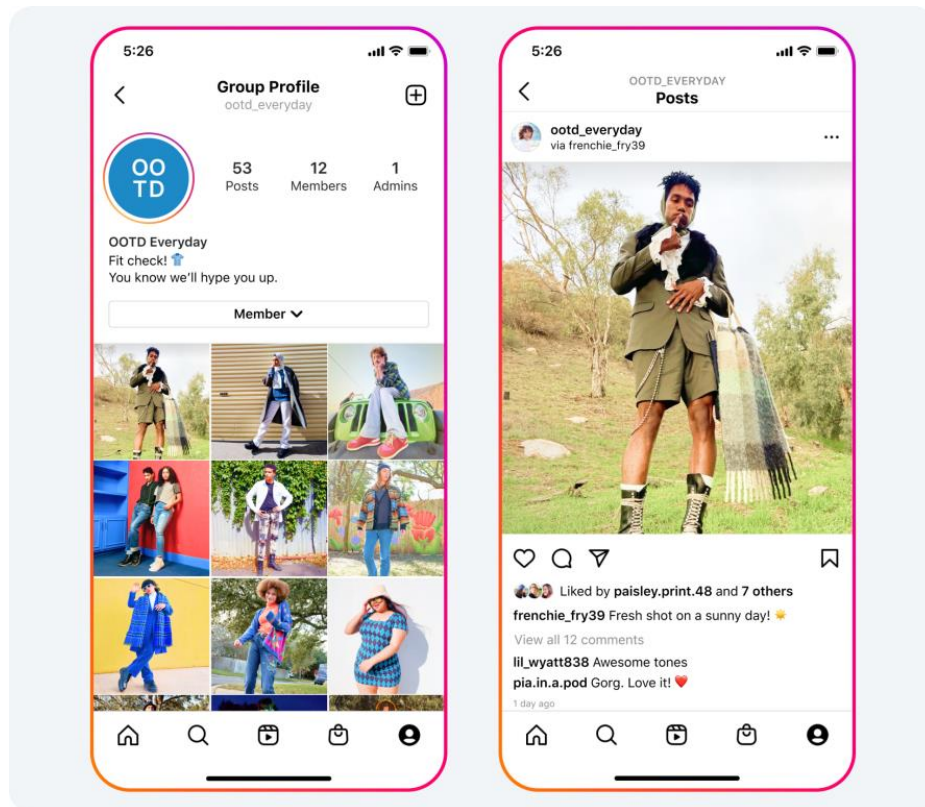 5:26
Group Profile
ootd_everyday
OO
TD
53 12 1
Posts Members Admins
OOTD Everyday
Fit check! 👕
You know we'll hype you up.
Member
5:26
OOTD_EVERYDAY
Posts
ootd_everyday
via frenchie_fry39
Liked by paisley.print.48 and 7 others
frenchie_fry39 Fresh shot on a sunny day! ☀️
View all 12 comments
lil_wyatt838 Awesome tones
pia.in.a.pod Gorg. Love it! ❤️
1 day ago